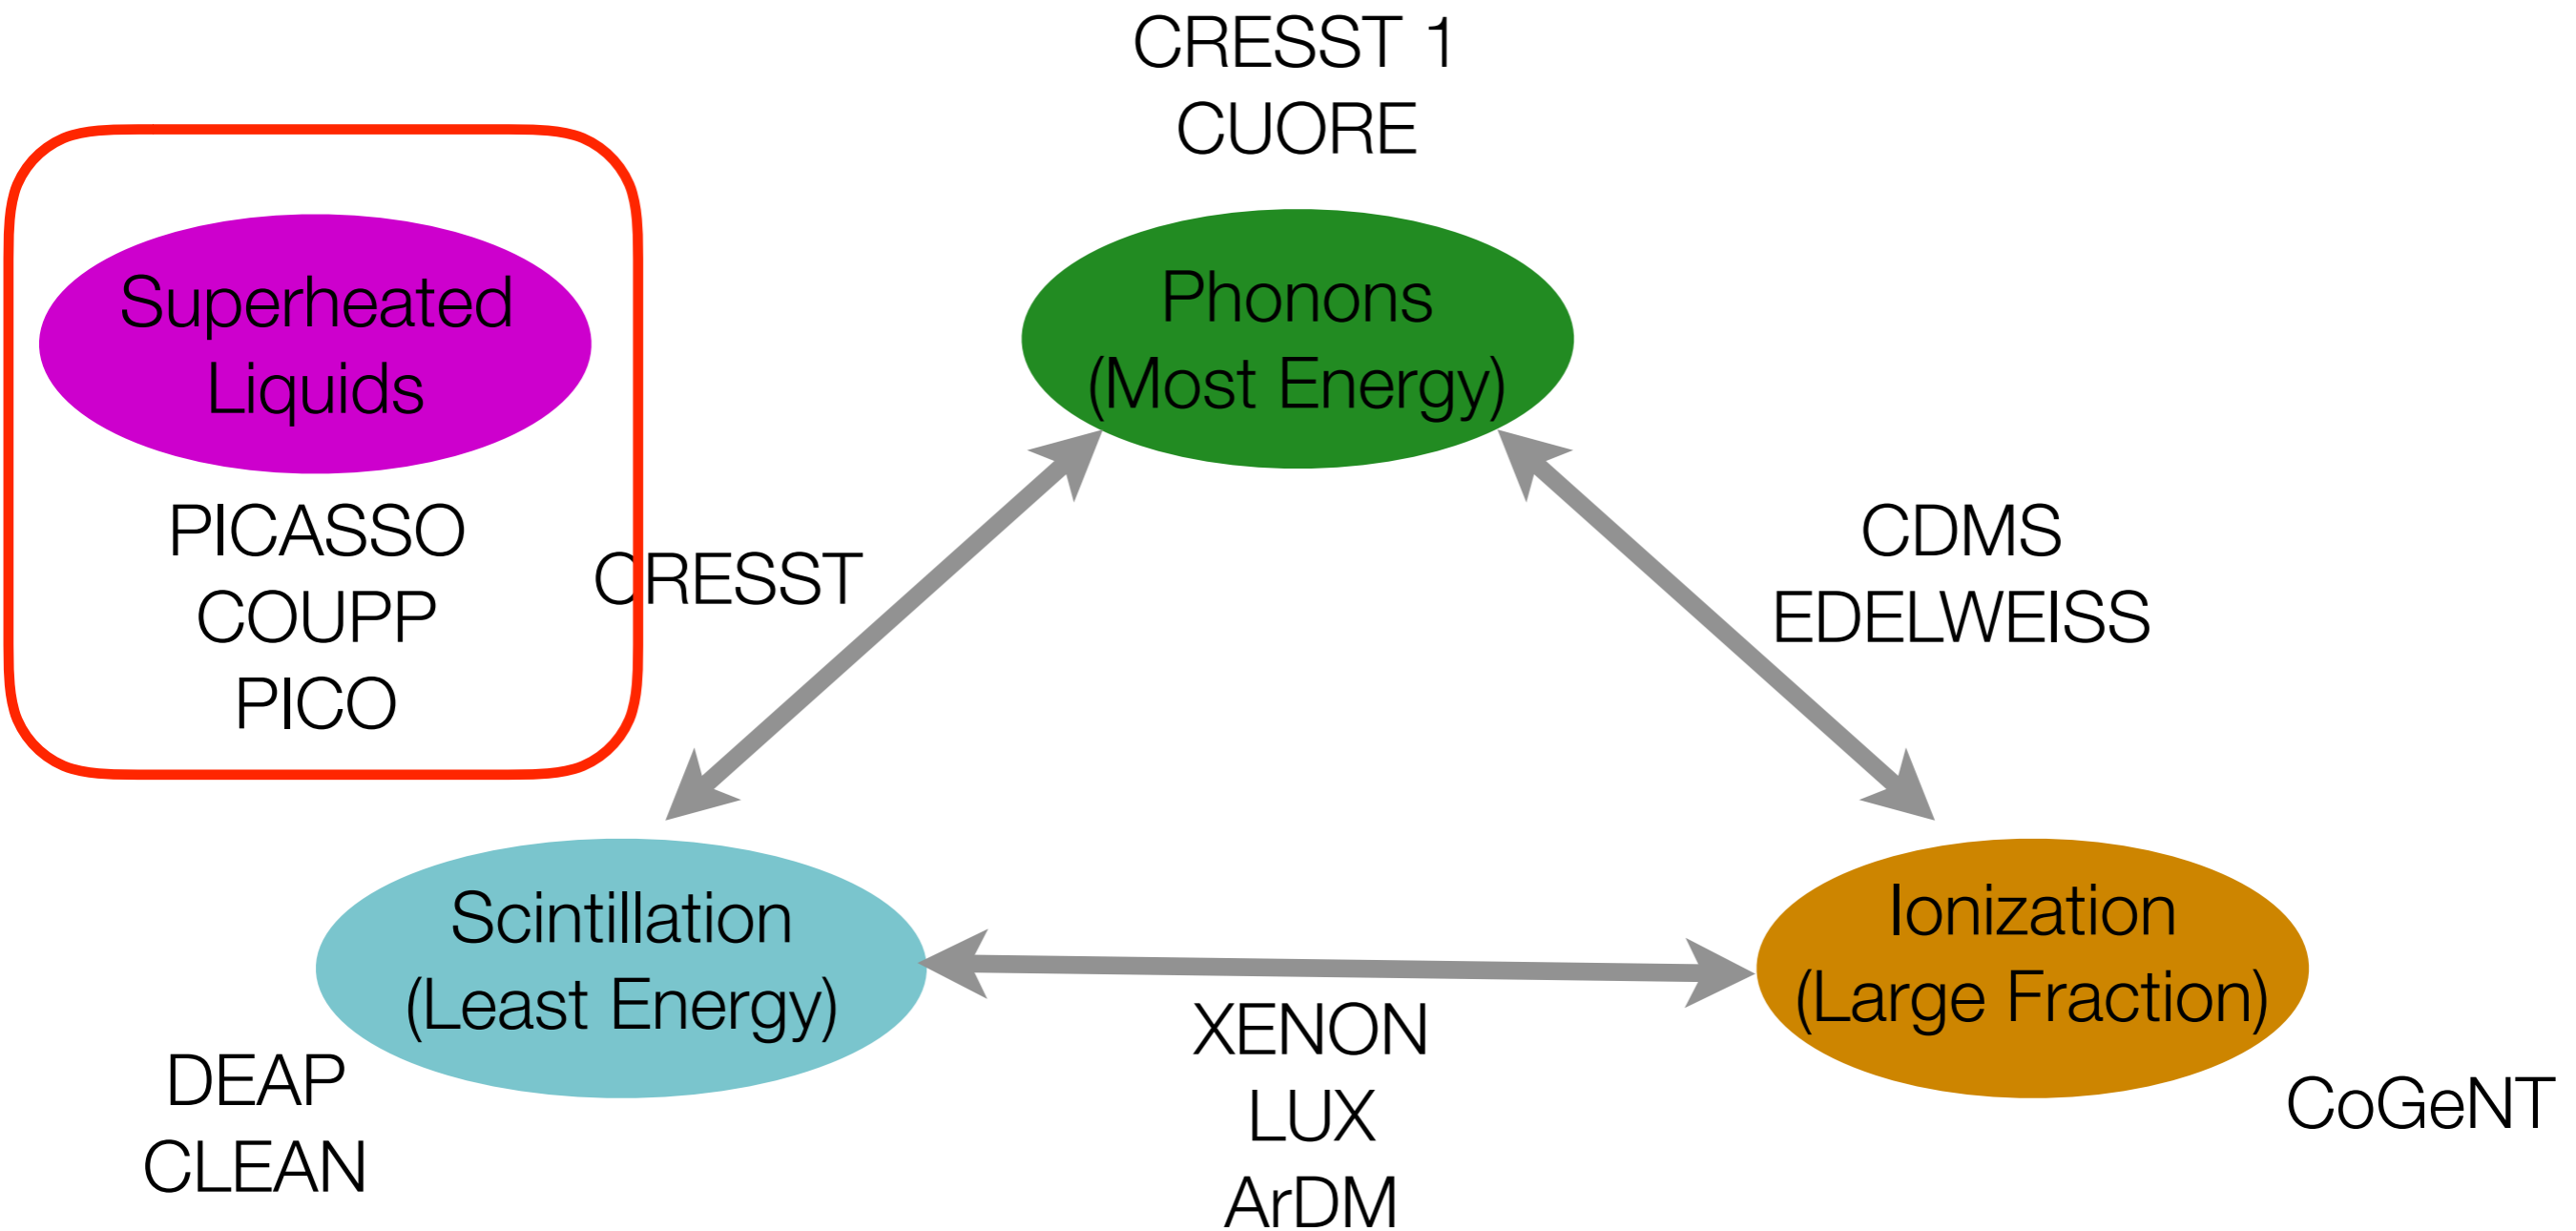 CRESST 1
CUORE
Superheated
Liquids
Phonons
(Most Energy)
PICASSO
COUPP
PICO
CRESST
CDMS
EDELWEISS
Scintillation
(Least Energy)
Ionization
(Large Fraction)
DEAP
CLEAN
XENON
LUX
ArDM
CoGeNT